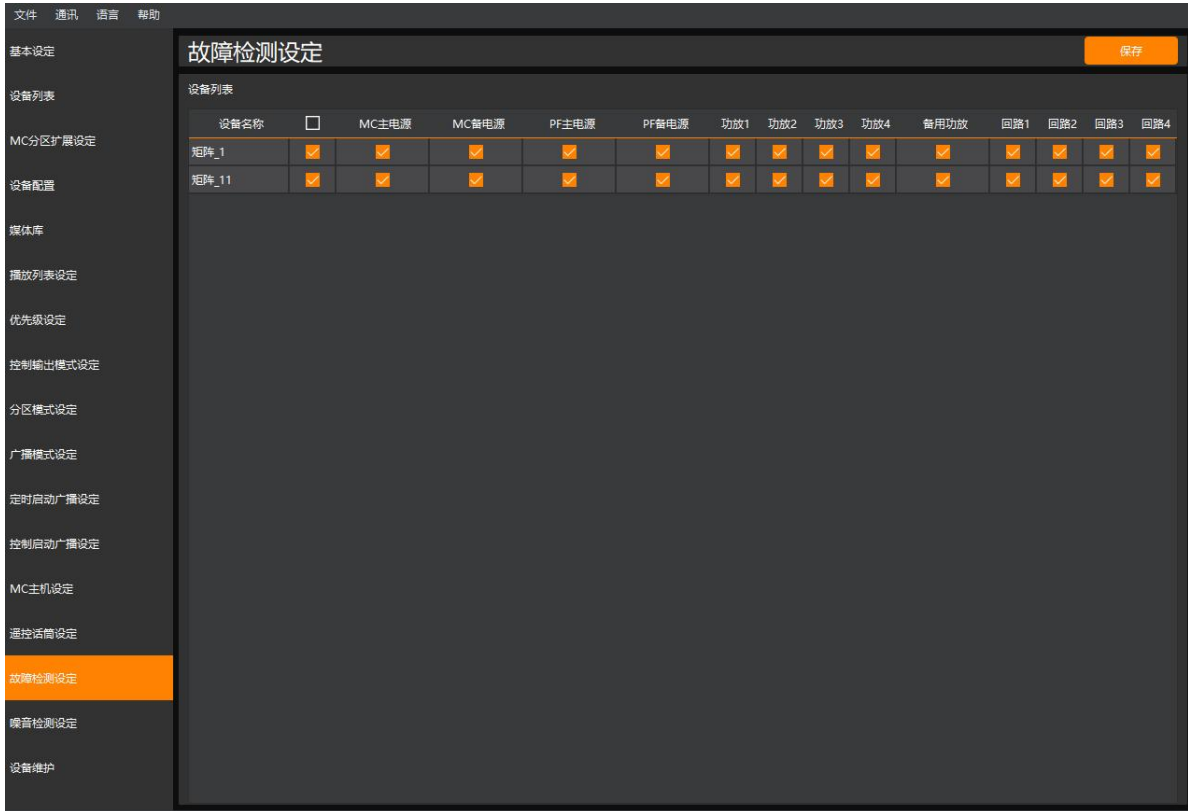 文件 通讯 语言 帮助
基本设定
设备列表
MC分区扩展设定
设备配置
媒体库
播放列表设定
优先级设定
控制输出模式设定
分区模式设定
广播模式设定
定时启动广播设定
控制启动广播设定
MC主机设定
遥控话筒设定
故障检测设定
噪音检测设定
设备维护
故障检测设定 保存
设备列表
设备名称 MC主电源 MC备电源 PF主电源 PF备电源 功放1 功放2 功放3 功放4 备用功放 回路1 回路2 回路3 回路4
矩阵_1
矩阵_11